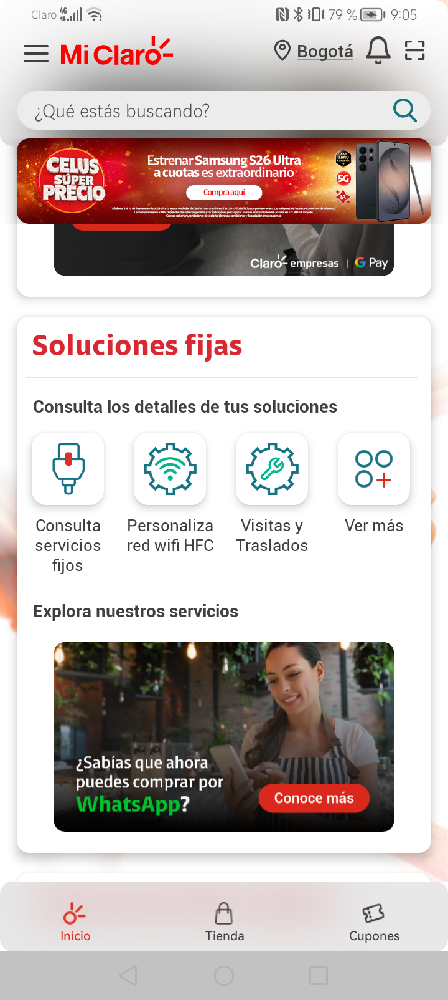 Claro 4G 79 % 9:05
Mi Claro
Bogotá
¿Qué estás buscando?
CELUS
SÚPER
PRECIO
Estrenar Samsung S26 Ultra
a cuotas es extraordinario
Compra aquí
1 AÑO
GARANTÍA
5G
IA
Claro empresas | G Pay
Soluciones fijas
Consulta los detalles de tus soluciones
Consulta
servicios
fijos
Personaliza
red wifi HFC
Visitas y
Traslados
Ver más
Explora nuestros servicios
¿Sabías que ahora
puedes comprar por
WhatsApp?
Conoce más
Inicio
Tienda
Cupones